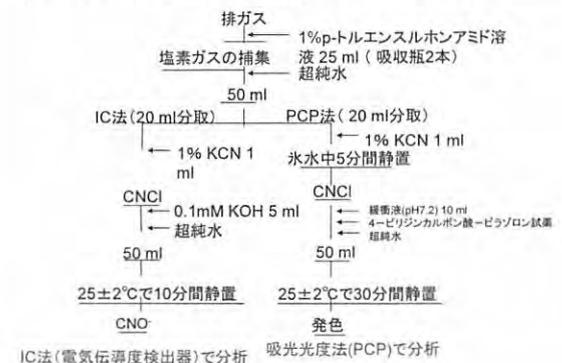 排ガス
1%p-トルエンスルホンアミド溶
液 25 ml ( 吸収瓶2本)
塩素ガスの捕集
超純水
50 ml
IC法(20 ml分取)
PCP法( 20 ml分取)
1% KCN 1
ml
1% KCN 1 ml
氷水中5分間静置
CNCl
CNCl
0.1mM KOH 5 ml
超純水
緩衝液(pH7.2) 10 ml
4-ピリジンカルボン酸-ピラゾロン試薬
超純水
50 ml
50 ml
25±2℃で10分間静置
25±2℃で30分間静置
CNO-
発色
IC法(電気伝導度検出器)で分析
吸光光度法(PCP)で分析